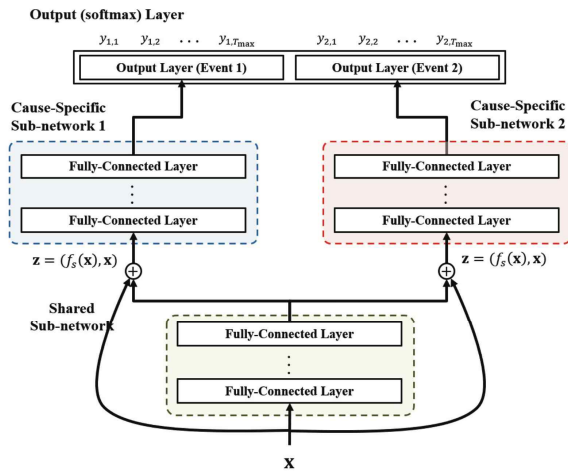 Output (softmax) Layer
y₁,₁ y₁,₂ ... y₁,Tmax y₂,₁ y₂,₂ ... y₂,Tmax
Output Layer (Event 1) Output Layer (Event 2)
Cause-Specific
Sub-network 1
Cause-Specific
Sub-network 2
Fully-Connected Layer Fully-Connected Layer
Fully-Connected Layer Fully-Connected Layer
z = (fₛ(x), x) z = (fₛ(x), x)
Shared
Sub-network
Fully-Connected Layer
Fully-Connected Layer
x